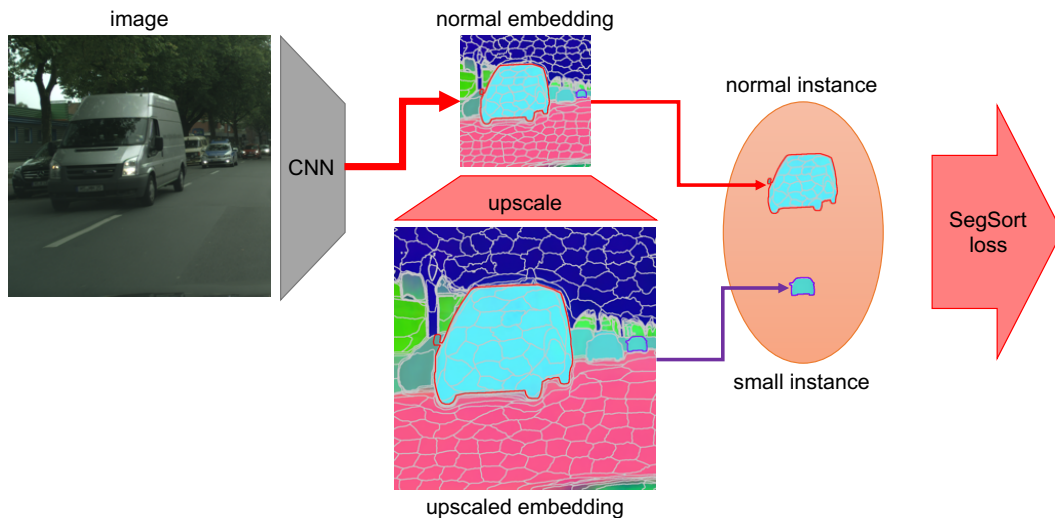 image
normal embedding
CNN
upscale
upscaled embedding
normal instance
small instance
SegSort
loss